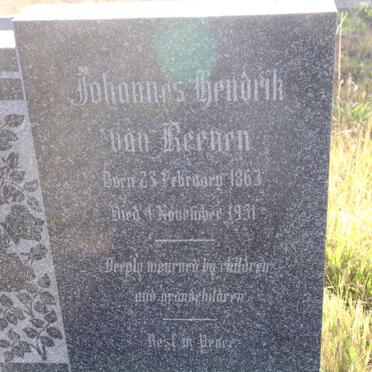 Johannes Hendrik
van Reenen
Born 23 February 1863
Died 4 November 1951
Deeply mourned by children
and grandchildren
Rest in Peace